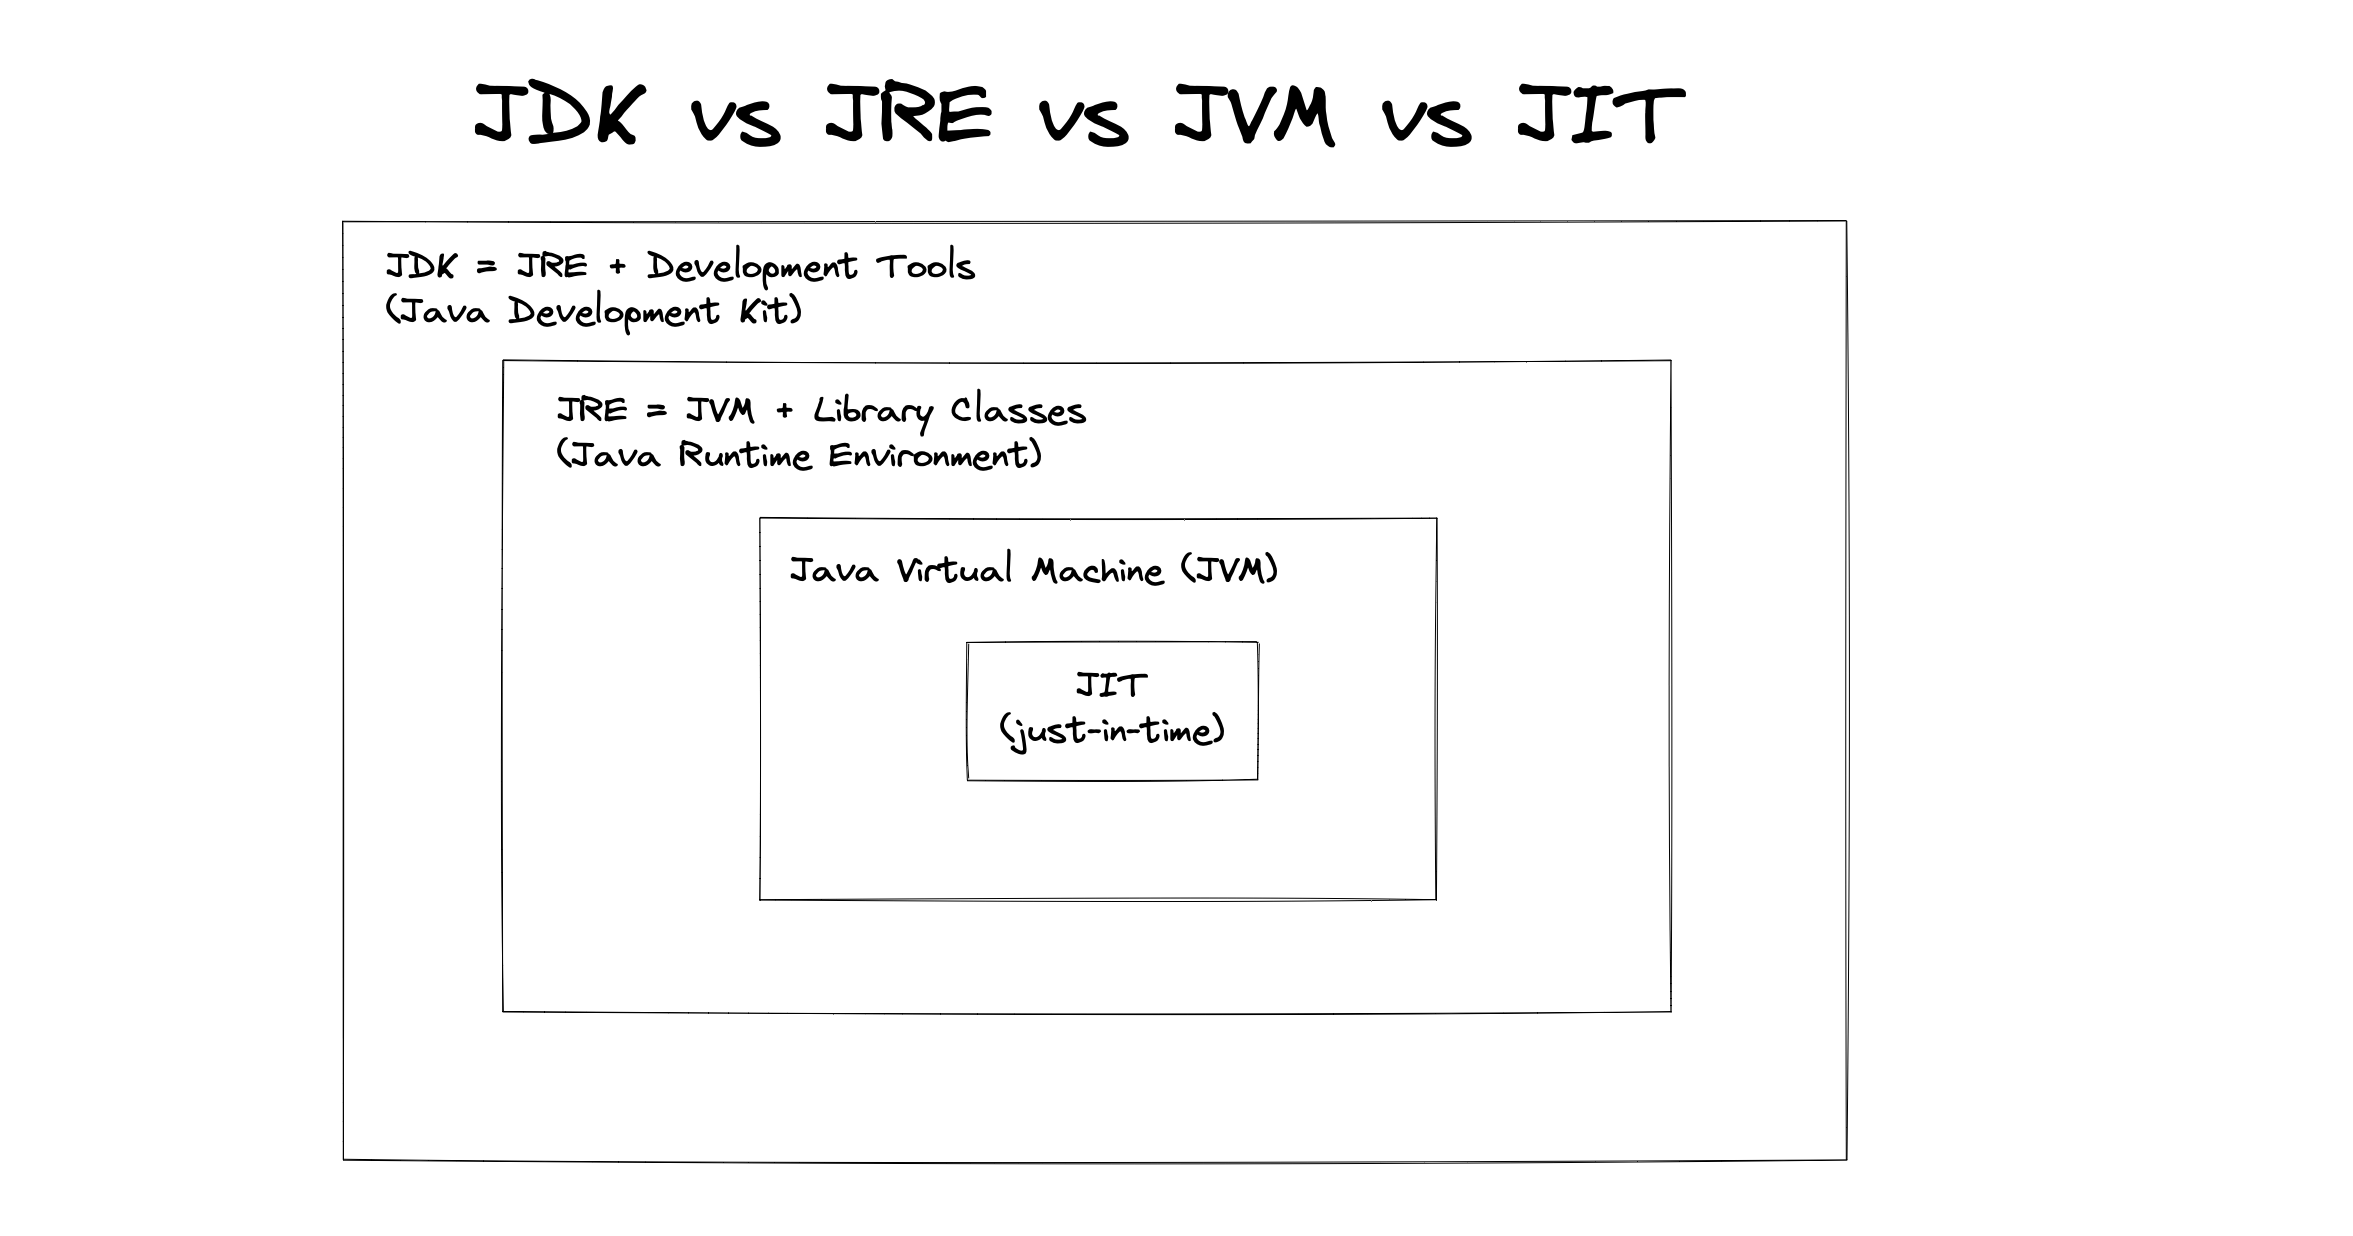 JDK vs JRE vs JVM vs JIT
JDK = JRE + Development Tools
(Java Development Kit)
JRE = JVM + Library Classes
(Java Runtime Environment)
Java Virtual Machine (JVM)
JIT
(just-in-time)